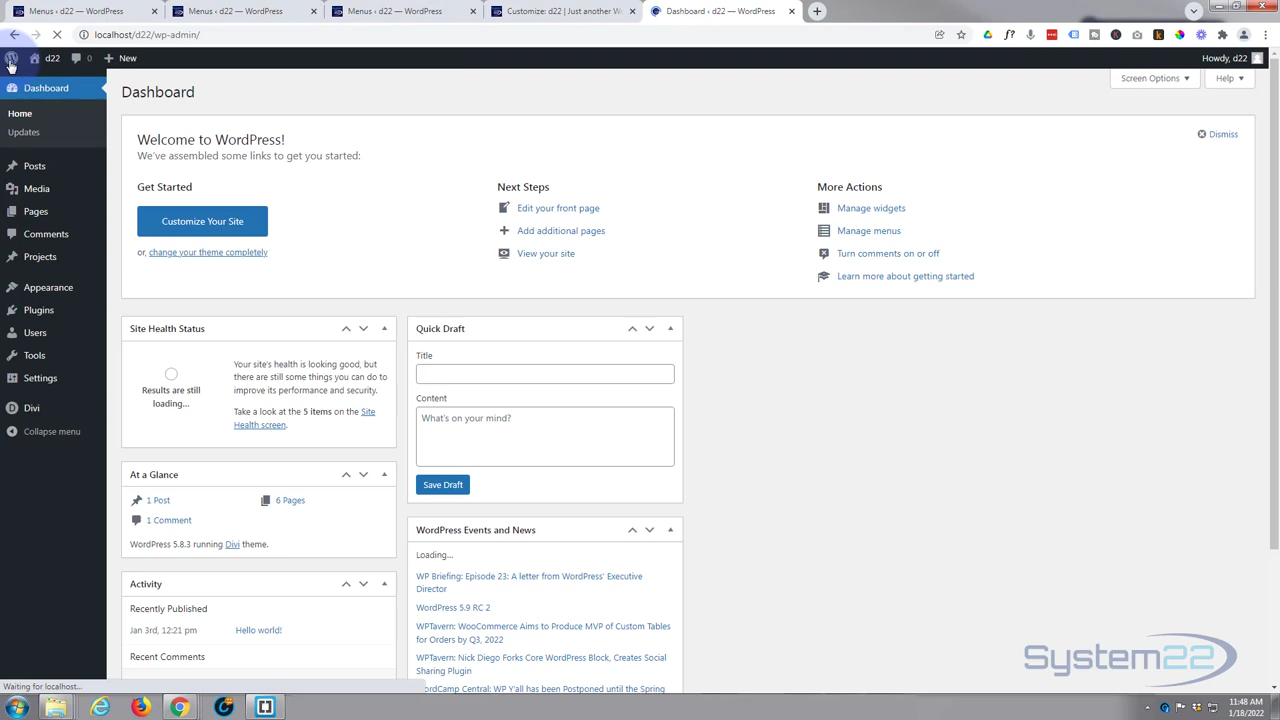 Menus ‹ d22 — WordPress
Menus ‹ d22 — WordPress
Menus ‹ d22 — WordPress
Customize: d22 | Just another W
Dashboard ‹ d22 — WordPress
localhost/d22/wp-admin/
d22
0
New
Howdy, d22
Dashboard
Home
Updates
Posts
Media
Pages
Comments
Projects
Appearance
Plugins
Users
Tools
Settings
Divi
Collapse menu
Screen Options
Help
Dashboard
Welcome to WordPress!
We've assembled some links to get you started:
Dismiss
Get Started
Customize Your Site
or, change your theme completely
Next Steps
Edit your front page
Add additional pages
View your site
More Actions
Manage widgets
Manage menus
Turn comments on or off
Learn more about getting started
Site Health Status
Results are still
loading...
Your site's health is looking good, but
there are still some things you can do to
improve its performance and security.
Take a look at the 5 items on the Site
Health screen.
At a Glance
1 Post
6 Pages
1 Comment
WordPress 5.8.3 running Divi theme.
Activity
Recently Published
Jan 3rd, 12:21 pm
Hello world!
Recent Comments
Quick Draft
Title
Content
What's on your mind?
Save Draft
WordPress Events and News
Loading...
WP Briefing: Episode 23: A letter from WordPress' Executive
Director
WordPress 5.9 RC 2
WPTavern: WooCommerce Aims to Produce MVP of Custom Tables
for Orders by Q3, 2022
WPTavern: Nick Diego Forks Core WordPress Block, Creates Social
Sharing Plugin
WordCamp Central: WP Y'all has been Postponed until the Spring
System22
Waiting for localhost...
11:48 AM
1/18/2022